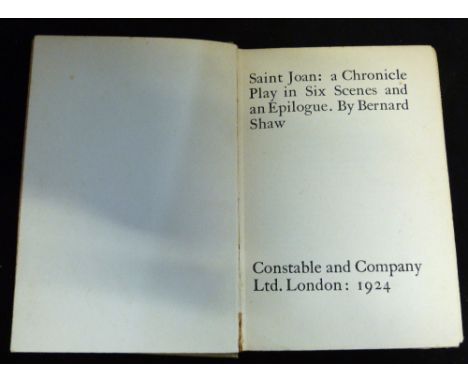 Saint Joan: a Chronicle
Play in Six Scenes and
an Epilogue. By Bernard
Shaw
Constable and Company
Ltd. London: 1924